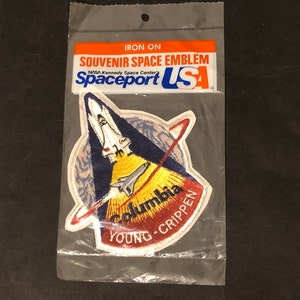 IRON ON
SOUVENIR SPACE EMBLEM
NASA Kennedy Space Center
Spaceport USA
Columbia
YOUNG-CRIPPEN